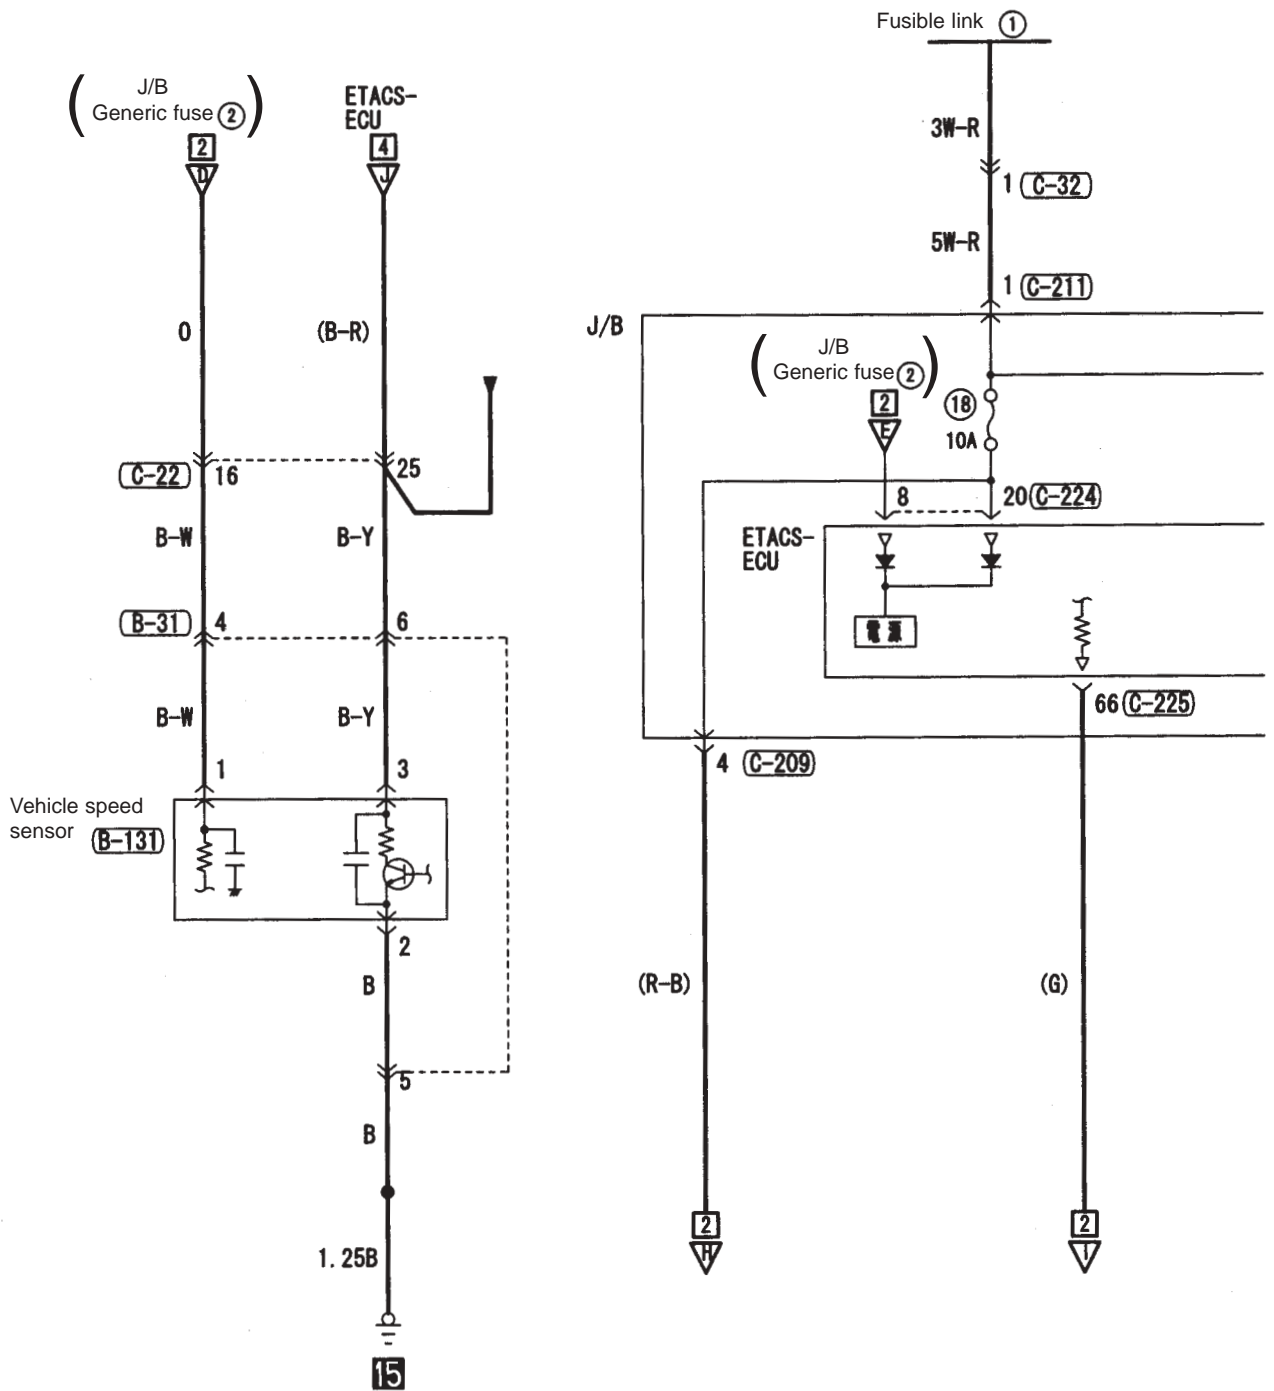 Fusible link ①
J/B
Generic fuse ②
2
D
ETACS-
ECU
4
J
O
(B-R)
C-22
16
25
B-W
B-Y
B-31
4
6
B-W
B-Y
1
3
Vehicle speed
sensor
B-131
2
B
5
B
1.25B
15
3W-R
1 C-32
5W-R
1 C-211
J/B
J/B
Generic fuse ②
2
E
⑱
10A
8
20 C-224
ETACS-
ECU
電源
66 C-225
4 C-209
(R-B)
(G)
2
H
2
I